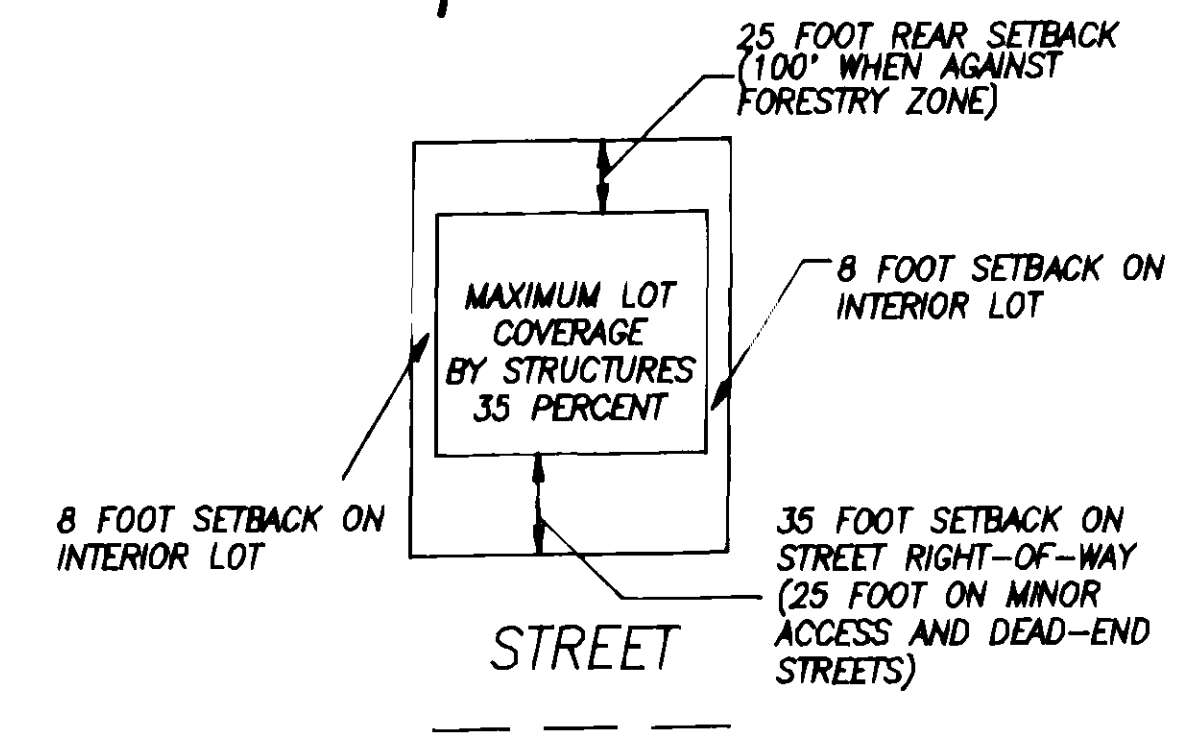 25 FOOT REAR SETBACK
(100' WHEN AGAINST
FORESTRY ZONE)
8 FOOT SETBACK ON
INTERIOR LOT
MAXIMUM LOT
COVERAGE
BY STRUCTURES
35 PERCENT
8 FOOT SETBACK ON
INTERIOR LOT
35 FOOT SETBACK ON
STREET RIGHT-OF-WAY
(25 FOOT ON MINOR
ACCESS AND DEAD-END
STREETS)
STREET